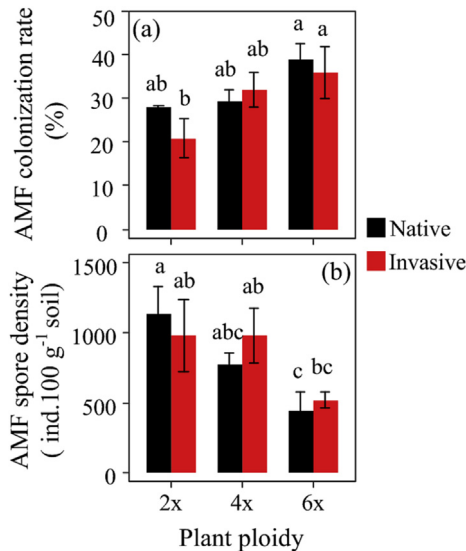 (a)
AMF colonization rate
(%)
50
40
30
20
10
0
ab
b
ab
ab
a
a
Native
Invasive
(b)
AMF spore density
( ind.100 g⁻¹ soil)
1500
1000
500
0
a
ab
abc
ab
c
bc
2x
4x
6x
Plant ploidy